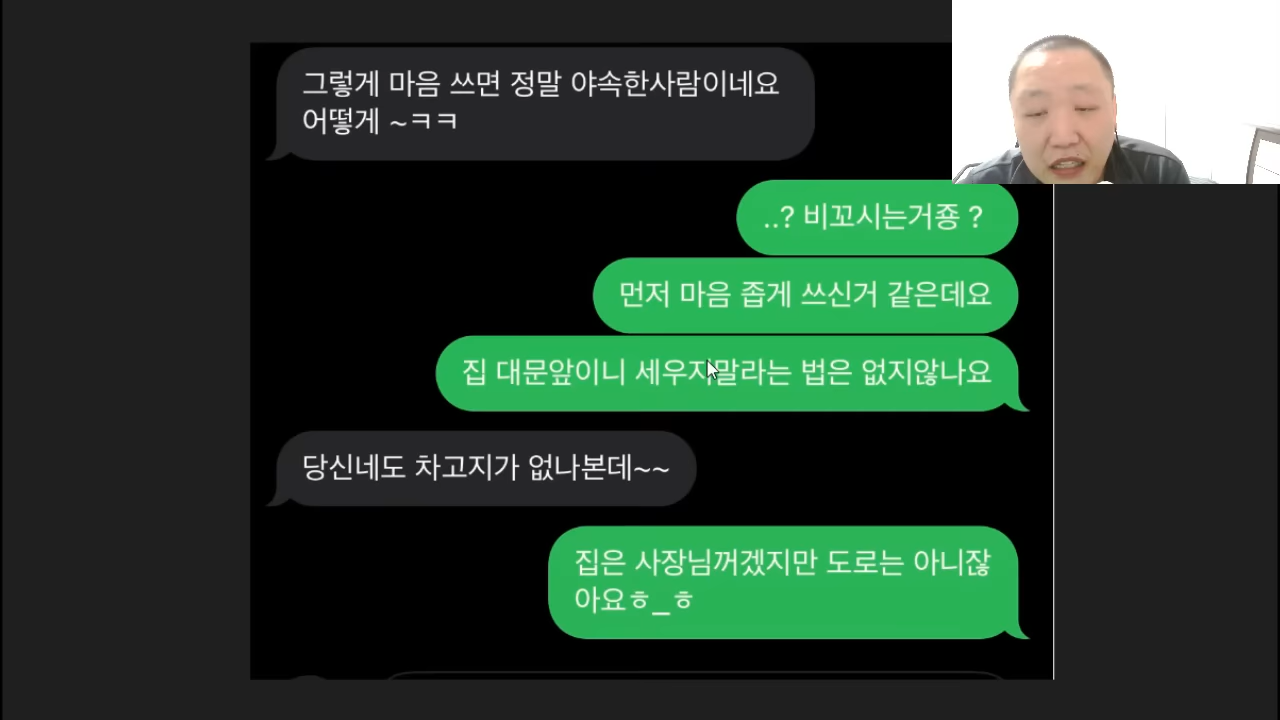 그렇게 마음 쓰면 정말 야속한사람이네요
어떻게 ~ㅋㅋ
..? 비꼬시는거죵 ?
먼저 마음 좁게 쓰신거 같은데요
집 대문앞이니 세우지말라는 법은 없지않나요
당신네도 차고지가 없나본데~~
집은 사장님꺼겠지만 도로는 아니잖
아요ㅎ_ㅎ